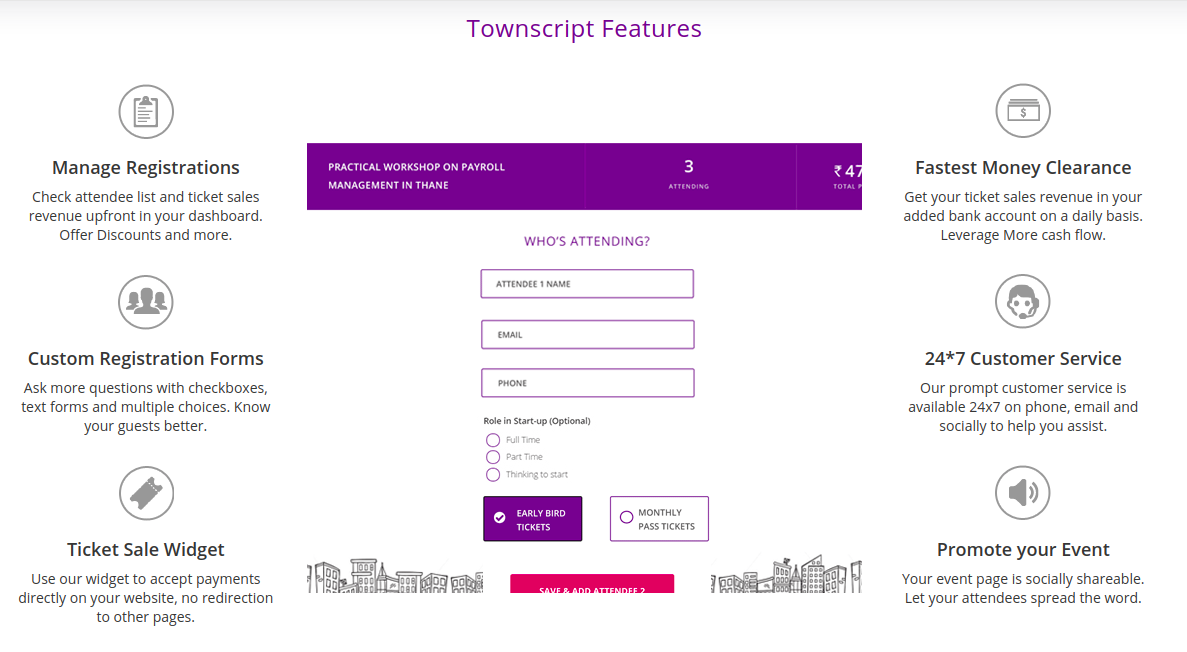 Townscript Features
Manage Registrations
Check attendee list and ticket sales
revenue upfront in your dashboard.
Offer Discounts and more.
Custom Registration Forms
Ask more questions with checkboxes,
text forms and multiple choices. Know
your guests better.
Ticket Sale Widget
Use our widget to accept payments
directly on your website, no redirection
to other pages.
PRACTICAL WORKSHOP ON PAYROLL
MANAGEMENT IN THANE
3
ATTENDING
₹ 47
TOTAL P
WHO'S ATTENDING?
ATTENDEE 1 NAME
EMAIL
PHONE
Role in Start-up (Optional)
Full Time
Part Time
Thinking to start
EARLY BIRD
TICKETS
MONTHLY
PASS TICKETS
SAVE & ADD ATTENDEE 2
Fastest Money Clearance
$
Get your ticket sales revenue in your
added bank account on a daily basis.
Leverage More cash flow.
24*7 Customer Service
Our prompt customer service is
available 24x7 on phone, email and
socially to help you assist.
Promote your Event
Your event page is socially shareable.
Let your attendees spread the word.